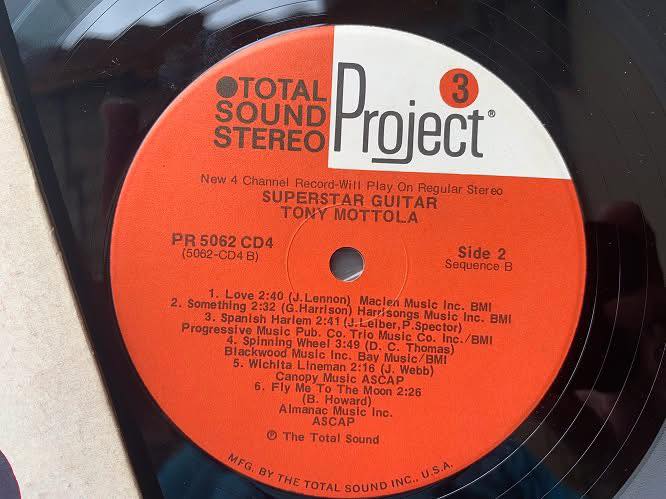 ●TOTAL
SOUND
STEREO
Project 3®
New 4 Channel Record-Will Play On Regular Stereo
SUPERSTAR GUITAR
TONY MOTTOLA
PR 5062 CD4
(5062-CD4 B)
Side 2
Sequence B
1. Love 2:40 (J. Lennon) Maclen Music Inc. BMI
2. Something 2:32 (G. Harrison) Harrisongs Music Inc. BMI
3. Spanish Harlem 2:41 (J. Leiber, P. Spector)
Progressive Music Pub. Co. Trio Music Co. Inc./BMI
4. Spinning Wheel 3:49 (D. C. Thomas)
Blackwood Music Inc. Bay Music/BMI
5. Wichita Lineman 2:16 (J. Webb)
Canopy Music ASCAP
6. Fly Me To The Moon 2:26
(B. Howard)
Almanac Music Inc.
ASCAP
℗ The Total Sound
MFG. BY THE TOTAL SOUND INC., U.S.A.